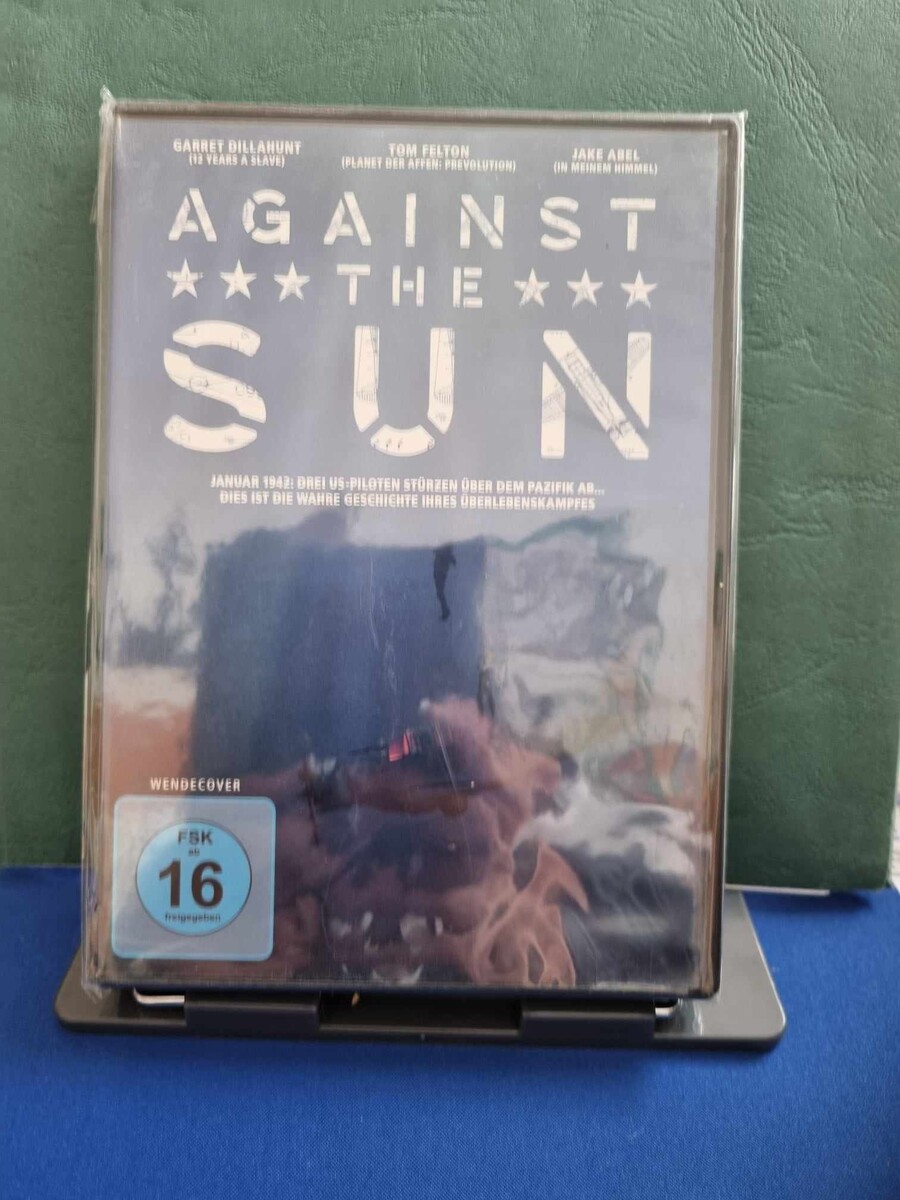 GARRET DILLAHUNT
(12 YEARS A SLAVE)
TOM FELTON
(PLANET DER AFFEN: PREVOLUTION)
JAKE ABEL
(IN MEINEM HIMMEL)
AGAINST
THE
SUN
JANUAR 1942: DREI US-PILOTEN STÜRZEN ÜBER DEM PAZIFIK AB...
DIES IST DIE WAHRE GESCHICHTE IHRES ÜBERLEBENSKAMPFES
WENDECOVER
FSK
ab
16
freigegeben